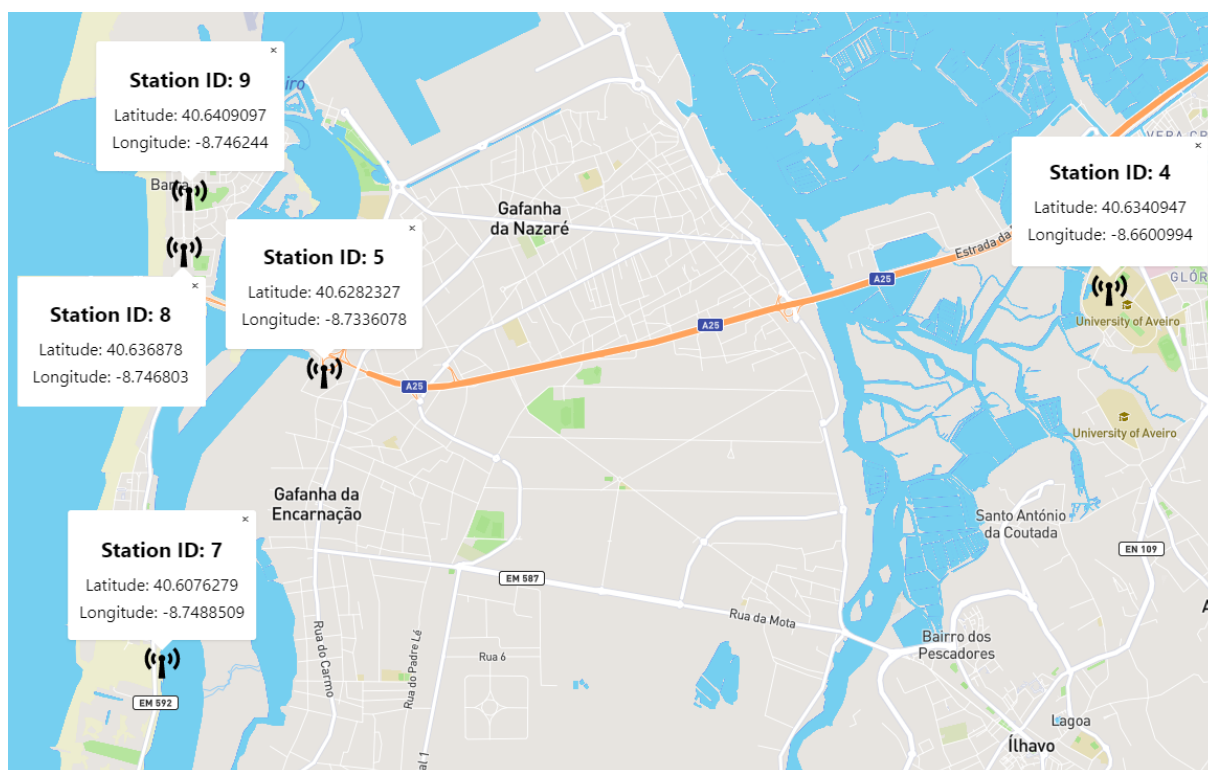 ×
Station ID: 9
Latitude: 40.6409097
Longitude: -8.746244
Barra
×
Station ID: 8
Latitude: 40.636878
Longitude: -8.746803
×
Station ID: 5
Latitude: 40.6282327
Longitude: -8.7336078
×
Station ID: 4
Latitude: 40.6340947
Longitude: -8.6600994
×
Station ID: 7
Latitude: 40.6076279
Longitude: -8.7488509
Gafanha
da Nazaré
Estrada da
A25
A25
A25
University of Aveiro
University of Aveiro
Gafanha da
Encarnação
Santo António
da Coutada
EN 109
EM 587
Rua da Mota
Bairro dos
Pescadores
Rua do Carmo
Rua do Padre Lé
Rua 6
EM 592
Lagoa
Ílhavo